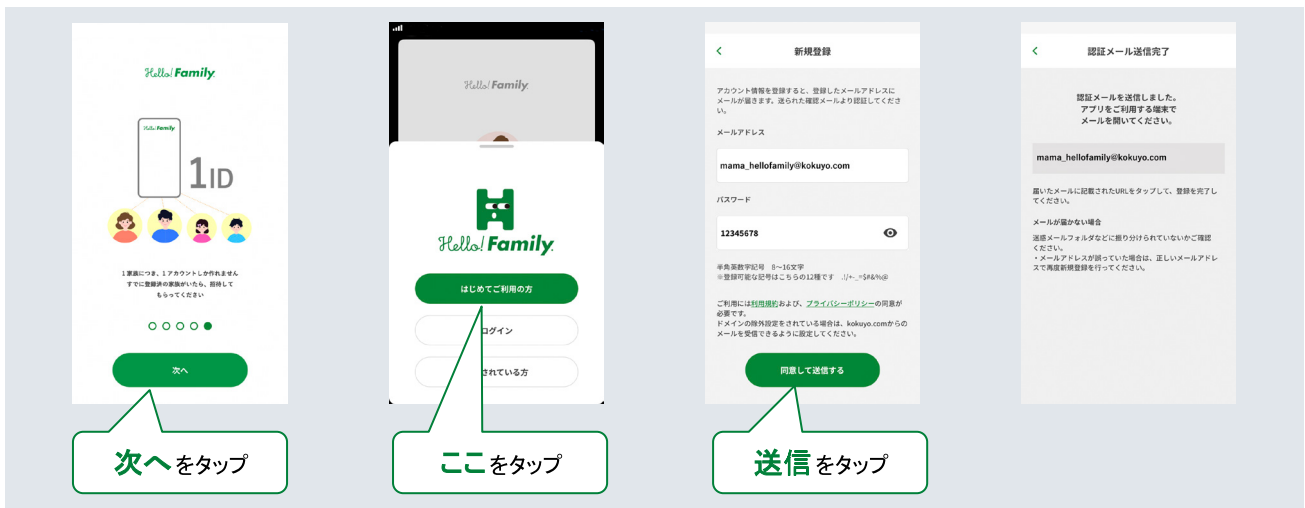 Hello! Family.
Hello! Family
1ID
1家族につき、1アカウントしか作れません
すでに登録済の家族がいたら、招待して
もらってください
次へ
次へをタップ
Hello! Family.
Hello! Family.
はじめてご利用の方
ログイン
されている方
ここをタップ
新規登録
アカウント情報を登録すると、登録したメールアドレスに
メールが届きます。送られた確認メールより認証してくださ
い。
メールアドレス
mama_hellofamily@kokuyo.com
パスワード
12345678
半角英数字記号 8〜16文字
※登録可能な記号はこちらの12種です .!/+-_=$#&%@
ご利用には利用規約および、プライバシーポリシーの同意が
必要です。
ドメインの除外設定をされている場合は、kokuyo.comからの
メールを受信できるように設定してください。
同意して送信する
送信をタップ
認証メール送信完了
認証メールを送信しました。
アプリをご利用する端末で
メールを開いてください。
mama_hellofamily@kokuyo.com
届いたメールに記載されたURLをタップして、登録を完了し
てください。
メールが届かない場合
迷惑メールフォルダなどに振り分けられていないかご確認
ください。
・メールアドレスが誤っていた場合は、正しいメールアドレ
スで再度新規登録を行ってください。